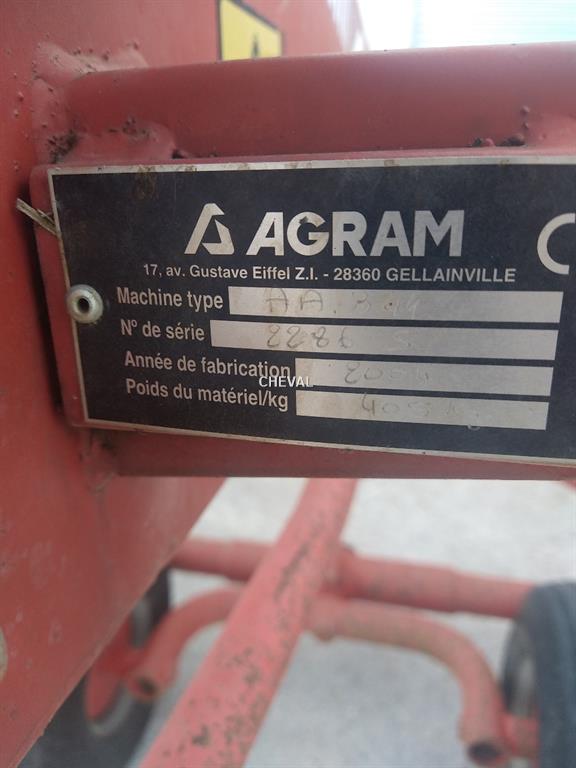 AGRAM
17, av. Gustave Eiffel Z.I. - 28360 GELLAINVILLE
Machine type
N° de série
Année de fabrication
CHEVAL
Poids du matériel/kg